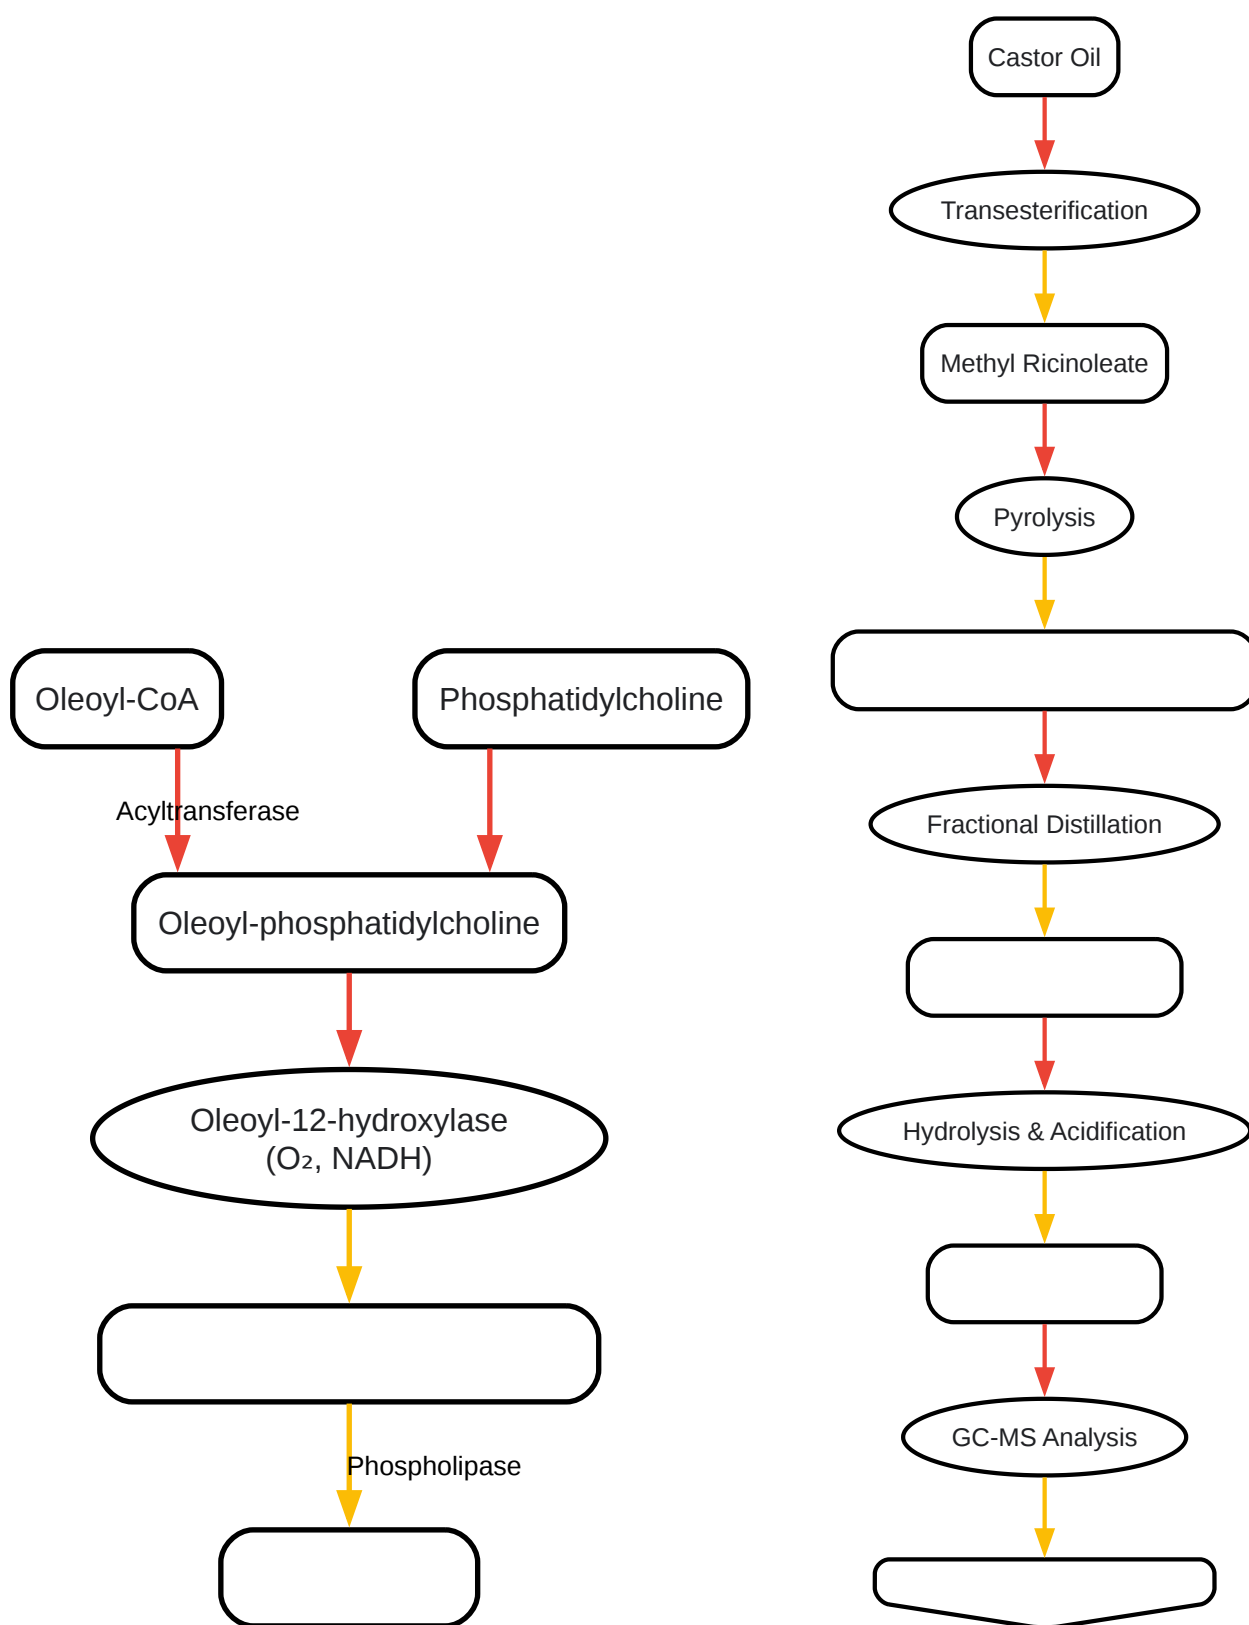 Castor Oil
Transesterification
Methyl Ricinoleate
Pyrolysis
Oleoyl-CoA
Phosphatidylcholine
Acyltransferase
Fractional Distillation
Oleoyl-phosphatidylcholine
Oleoyl-12-hydroxylase
(O₂, NADH)
Hydrolysis & Acidification
GC-MS Analysis
Phospholipase